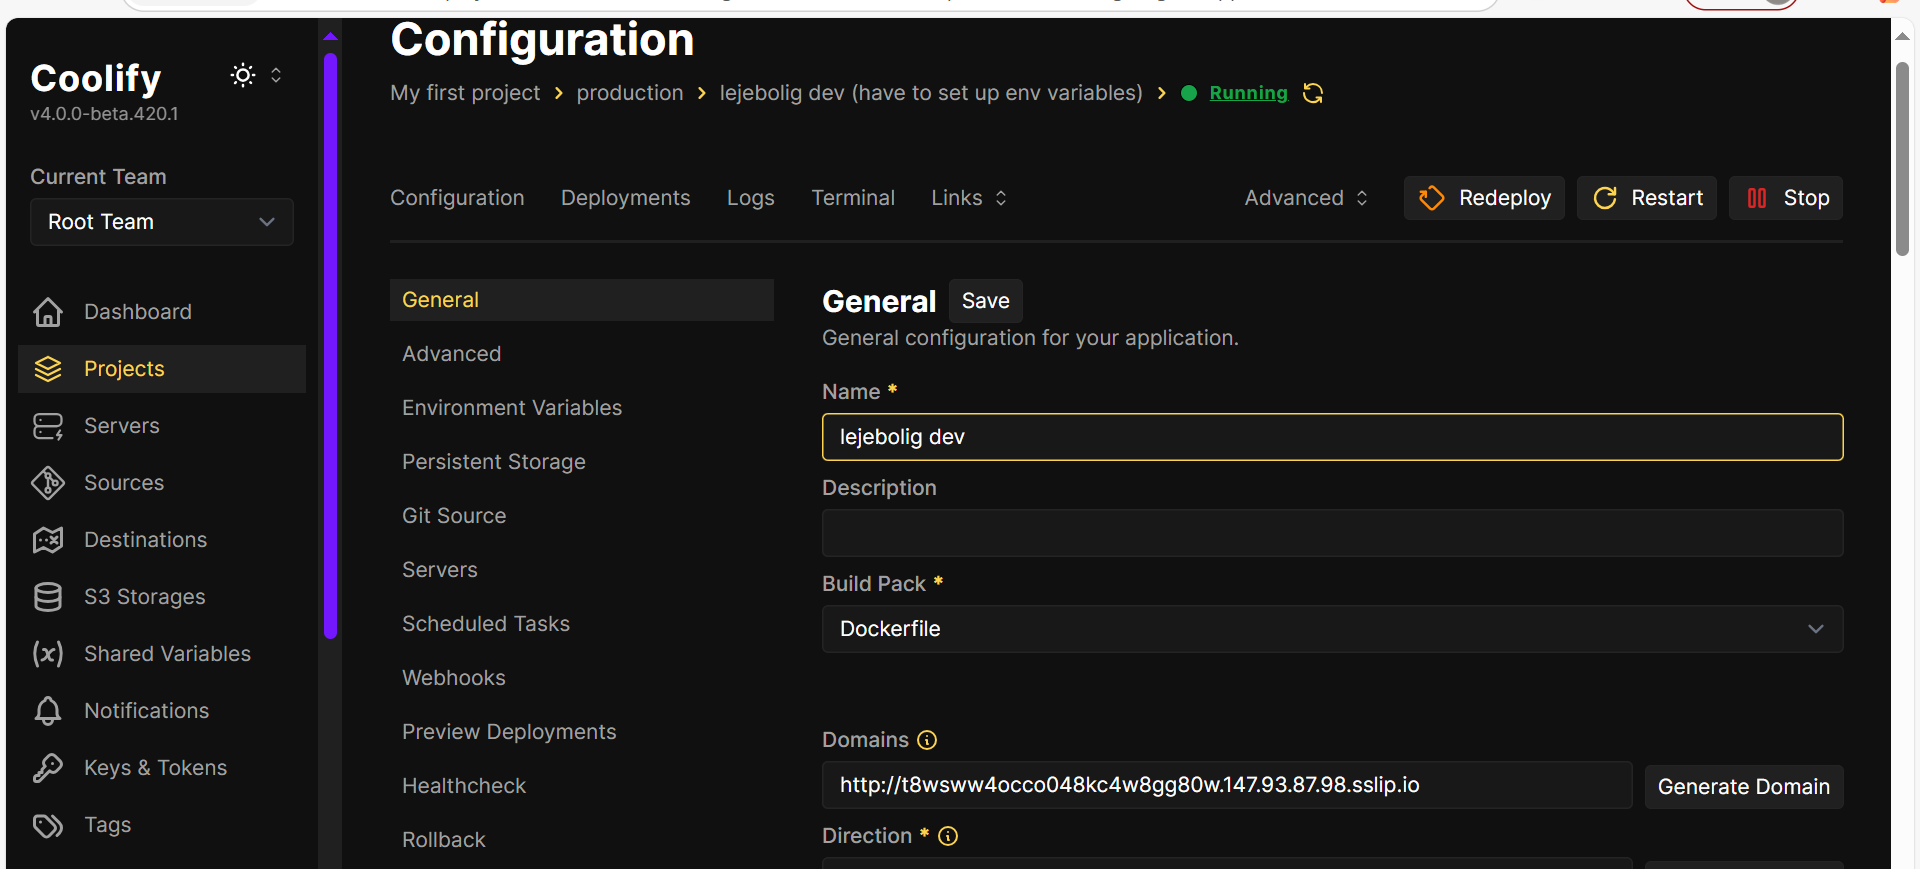 Configuration
Coolify
v4.0.0-beta.420.1
My first project
production
lejebolig dev (have to set up env variables)
Running
Current Team
Root Team
Configuration
Deployments
Logs
Terminal
Links
Advanced
Redeploy
Restart
Stop
Dashboard
Projects
Servers
Sources
Destinations
S3 Storages
Shared Variables
Notifications
Keys & Tokens
Tags
General
Advanced
Environment Variables
Persistent Storage
Git Source
Servers
Scheduled Tasks
Webhooks
Preview Deployments
Healthcheck
Rollback
General
Save
General configuration for your application.
Name *
lejebolig dev
Description
Build Pack *
Dockerfile
Domains
http://t8wsww4occo048kc4w8gg80w.147.93.87.98.sslip.io
Generate Domain
Direction *